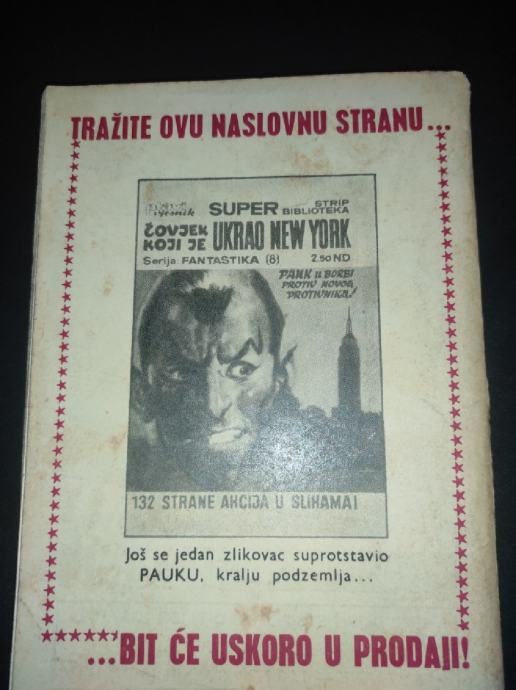 TRAŽITE OVU NASLOVNU STRANU...
vjesnik SUPER STRIP BIBLIOTEKA
ČOVJEK KOJI JE UKRAO NEW YORK
Serija: FANTASTIKA (8) 2.50 ND
PAUK U BORBI
PROTIV NOVOG
PROTIVNIKA!
132 STRANE AKCIJA U SLIKAMA!
Još se jedan zlikovac suprotstavio
PAUKU, kralju podzemlja...
...BIT ĆE USKORO U PRODAJI!